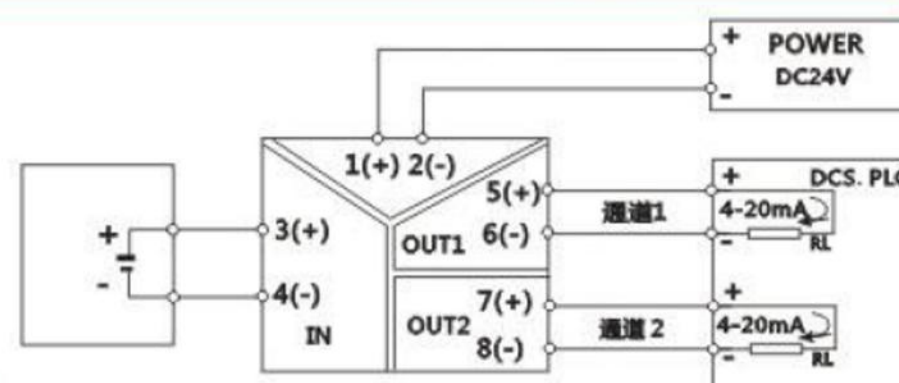 + POWER
DC24V
-
1(+) 2(-)
+ DCS. PLC
5(+)
通道1
4-20mA
+
3(+)
OUT1
6(-)
-
RL
-
4(-)
7(+)
+
IN
OUT2
通道 2
4-20mA
8(-)
-
RL